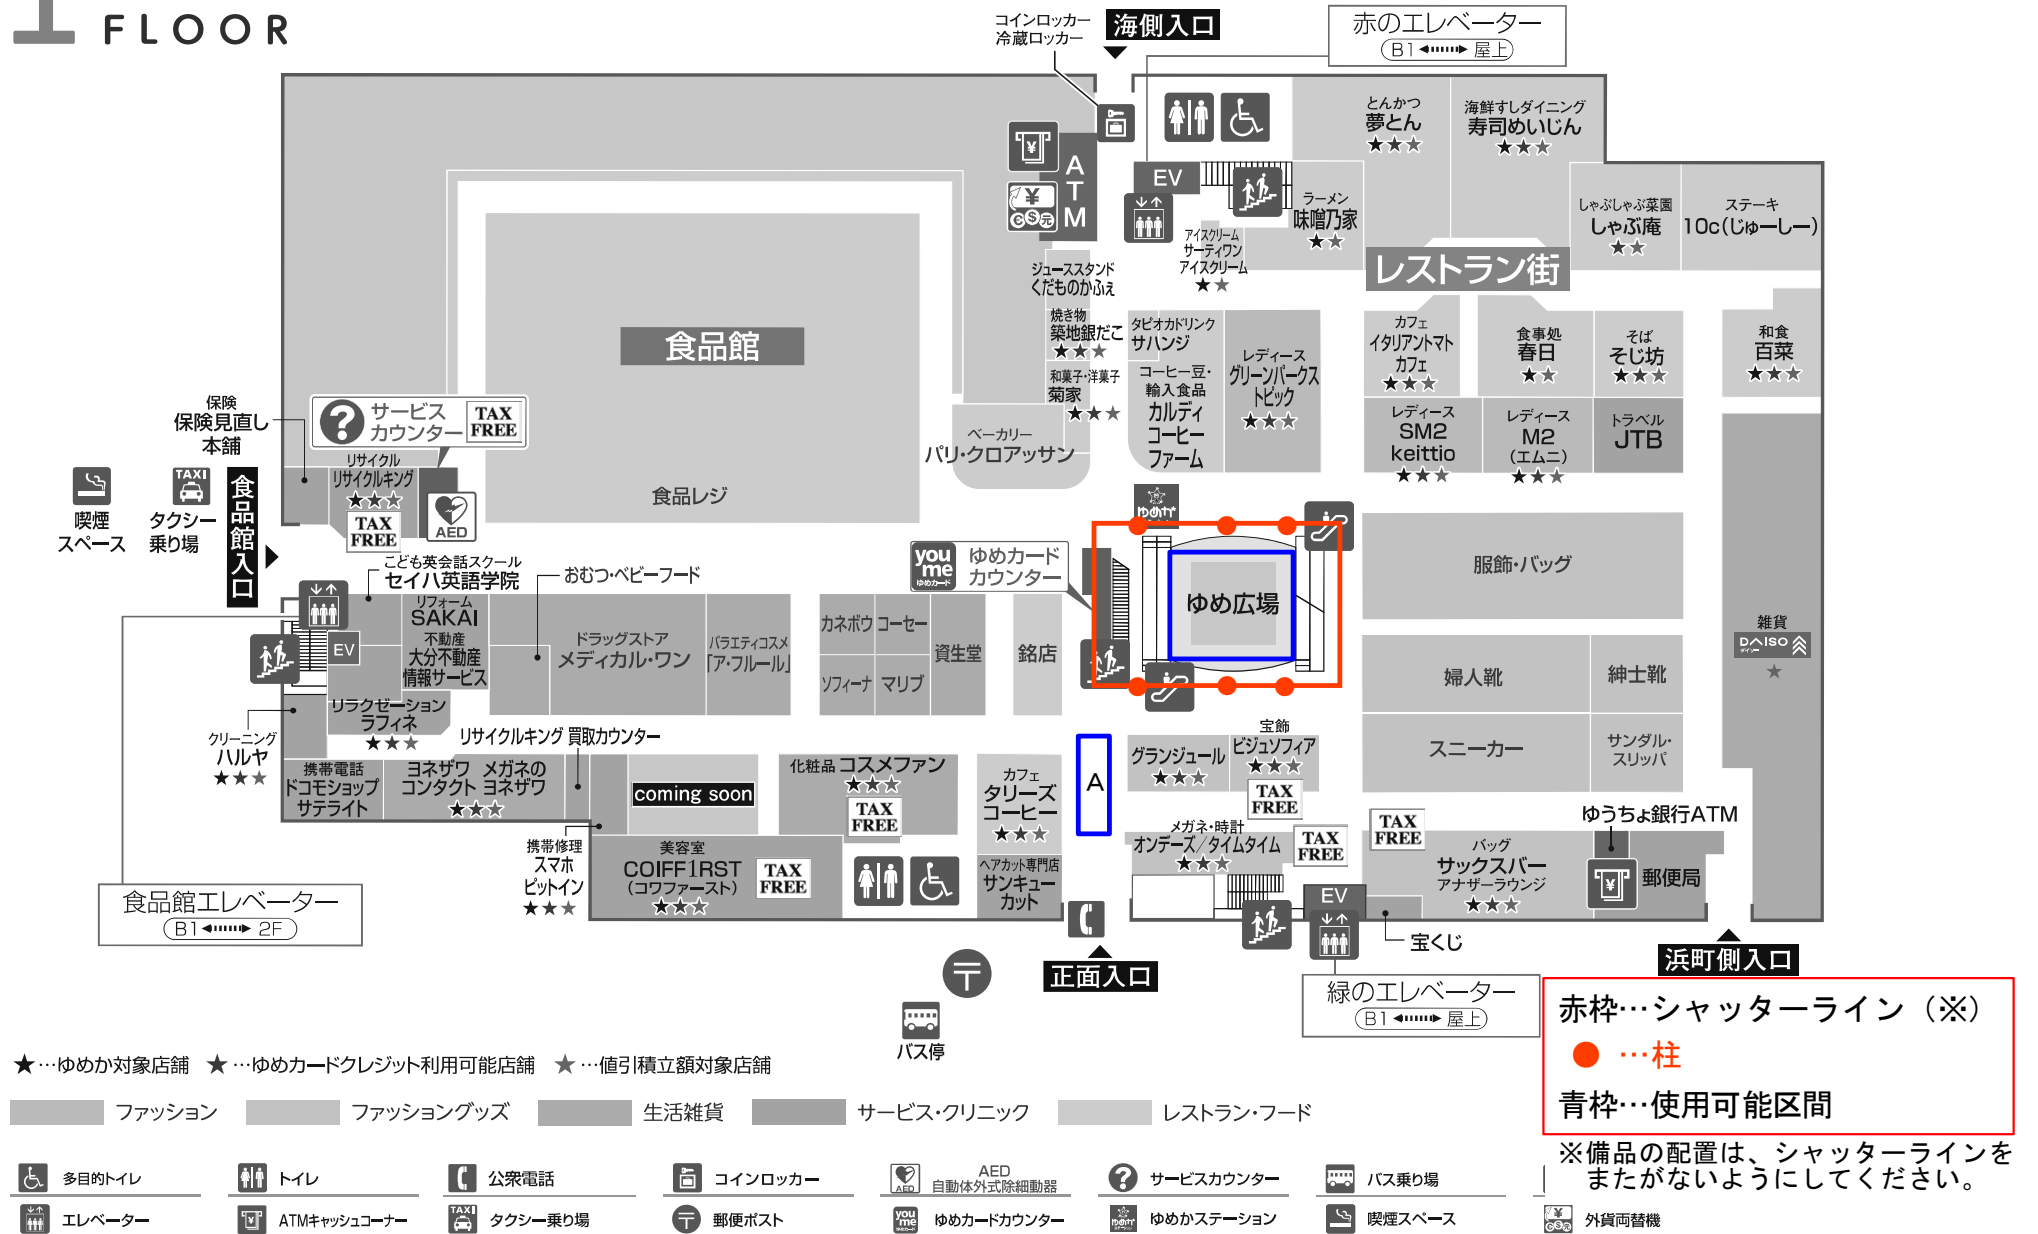 1 FLOOR
コインロッカー
冷蔵ロッカー
海側入口
赤のエレベーター
B1 屋上
ATM
EV
とんかつ
夢とん
★★★
海鮮すしダイニング
寿司めいじん
★★★
ラーメン
味噌乃家
★★
しゃぶしゃぶ菜園
しゃぶ庵
★★
ステーキ
10c(じゅーしー)
アイスクリーム
サーティワン
アイスクリーム
★★
レストラン街
ジューススタンド
くだものかふぇ
焼き物
築地銀だこ
★★★
和菓子・洋菓子
菊家
★★★
タピオカドリンク
サハンジ
コーヒー豆・
輸入食品
カルディ
コーヒー
ファーム
レディース
グリーンパークス
トピック
★★★
カフェ
イタリアントマト
カフェ
★★★
食事処
春日
★★
そば
そじ坊
★★★
和食
百菜
★★★
レディース
SM2
keittio
★★★
レディース
M2
(エムニ)
★★★
トラベル
JTB
食品館
ベーカリー
パリ・クロアッサン
食品レジ
保険
保険見直し
本舗
? サービス
カウンター
TAX
FREE
リサイクル
リサイクルキング
★★★
TAX
FREE
AED
喫煙
スペース
TAXI
タクシー
乗り場
食品館入口
ゆめか
you
me
ゆめカード
ゆめカード
カウンター
ゆめ広場
服飾・バッグ
雑貨
DAISO
ダイソー
★
こども英会話スクール
セイハ英語学院
おむつ・ベビーフード
リフォーム
SAKAI
不動産
大分不動産
情報サービス
EV
ドラッグストア
メディカル・ワン
バラエティコスメ
「ア・フルール」
カネボウ
コーセー
ソフィーナ
マリブ
資生堂
銘店
婦人靴
紳士靴
スニーカー
サンダル・
スリッパ
リラクゼーション
ラフィネ
★★★
クリーニング
ハルヤ
★★★
リサイクルキング 買取カウンター
携帯電話
ドコモショップ
サテライト
ヨネザワ
コンタクト
メガネの
ヨネザワ
★★★
coming soon
化粧品 コスメファン
★★★
TAX
FREE
カフェ
タリーズ
コーヒー
★★★
A
グランジュール
★★★
宝飾
ビジュソフィア
★★★
TAX
FREE
メガネ・時計
オンデーズ/タイムタイム
★★★
TAX
FREE
TAX
FREE
ゆうちょ銀行ATM
バッグ
サックスバー
アナザーラウンジ
★★★
郵便局
携帯修理
スマホ
ピットイン
★★★
美容室
COIFF1RST
(コワファースト)
★★★
TAX
FREE
ヘアカット専門店
サンキュー
カット
EV
宝くじ
食品館エレベーター
B1 2F
正面入口
浜町側入口
緑のエレベーター
B1 屋上
バス停
赤枠…シャッターライン（※）
● …柱
青枠…使用可能区間
※備品の配置は、シャッターラインを
またがないようにしてください。
★…ゆめか対象店舗 ★…ゆめカードクレジット利用可能店舗 ★…値引積立額対象店舗
ファッション ファッショングッズ 生活雑貨 サービス・クリニック レストラン・フード
多目的トイレ トイレ 公衆電話 コインロッカー AED 自動体外式除細動器 サービスカウンター バス乗り場
エレベーター ATMキャッシュコーナー タクシー乗り場 郵便ポスト ゆめカードカウンター ゆめかステーション 喫煙スペース 外貨両替機